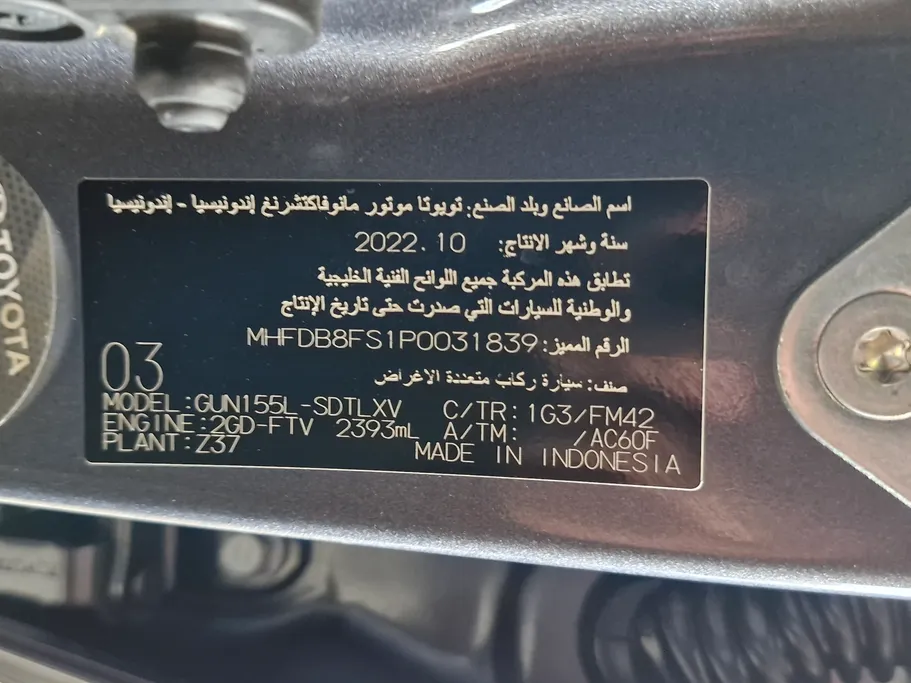 TOYOTA
اسم الصانع وبلد الصنع: تويوتا موتور مانوفاكتشرنغ إندونيسيا - إندونيسيا
سنة وشهر الانتاج: 2022.10
تطابق هذه المركبة جميع اللوائح الفنية الخليجية
والوطنية للسيارات التي صدرت حتى تاريخ الإنتاج
الرقم المميز: MHFDB8FS1P0031839
صنف: سيارة ركاب متعددة الاغراض
03
MODEL:GUN155L-SDTLXV C/TR:1G3/FM42
ENGINE:2GD-FTV 2393mL A/TM: /AC60F
PLANT:Z37 MADE IN INDONESIA